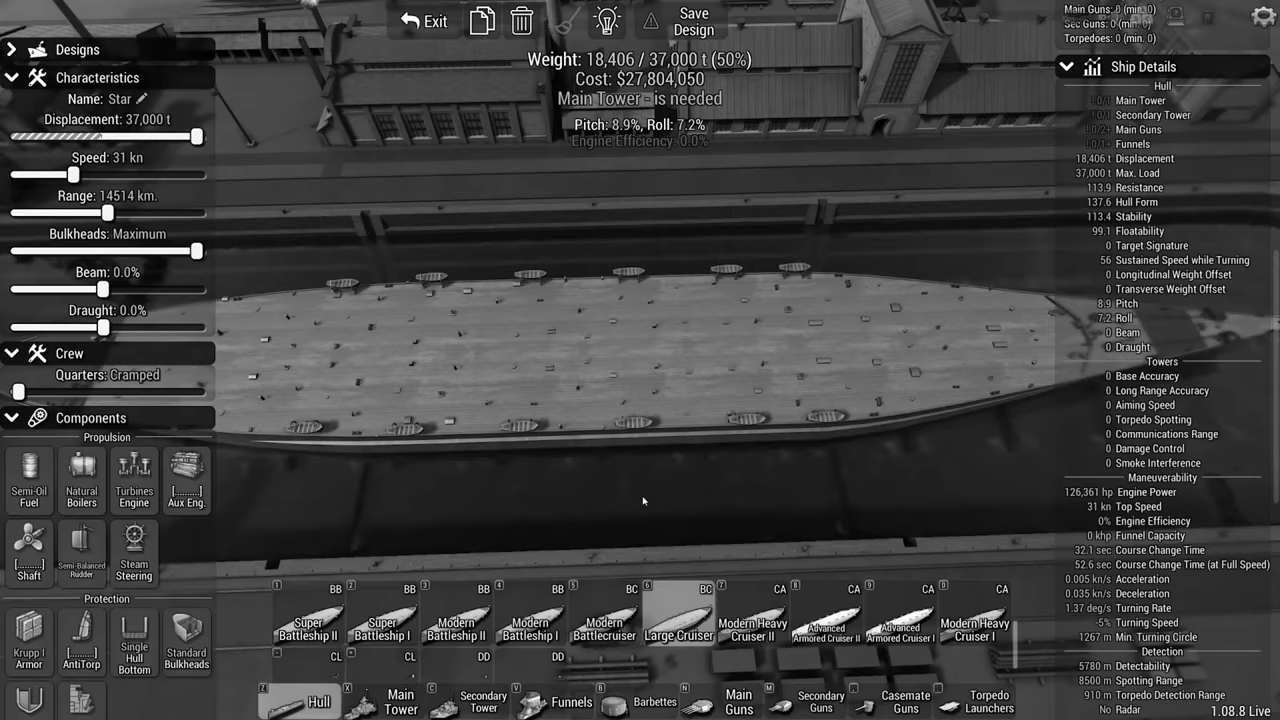 Exit
Save
Design
Weight: 18,406 / 37,000 t (50%)
Cost: $27,804,050
Main Tower - is needed
Pitch: 8.9%, Roll: 7.2%
Engine Efficiency: 0.0%
Designs
Characteristics
Name: Star
Displacement: 37,000 t
Speed: 31 kn
Range: 14514 km.
Bulkheads: Maximum
Beam: 0.0%
Draught: 0.0%
Crew
Quarters: Cramped
Components
Propulsion
Semi-Oil
Fuel
Natural
Boilers
Turbines
Engine
[..........]
Aux Eng.
[..........]
Shaft
Semi-Balanced
Rudder
Steam
Steering
Protection
Krupp I
Armor
[..........]
AntiTorp
Single
Hull
Bottom
Standard
Bulkheads
Main Guns: 0 (min. 0)
Sec Guns: 0 (min. 0)
Torpedoes: 0 (min. 0)
Ship Details
Hull
Main Tower
Secondary Tower
Main Guns
Funnels
18,406 t Displacement
37,000 t Max. Load
113.9 Resistance
137.6 Hull Form
113.4 Stability
99.1 Floatability
0 Target Signature
56 Sustained Speed while Turning
0 Longitudinal Weight Offset
0 Transverse Weight Offset
8.9 Pitch
7.2 Roll
0 Beam
0 Draught
Towers
0 Base Accuracy
0 Long Range Accuracy
0 Aiming Speed
0 Torpedo Spotting
0 Communications Range
0 Damage Control
0 Smoke Interference
Maneuverability
126,361 hp Engine Power
31 kn Top Speed
0% Engine Efficiency
0 khp Funnel Capacity
32.1 sec Course Change Time
52.6 sec Course Change Time (at Full Speed)
0.005 kn/s Acceleration
0.035 kn/s Deceleration
1.37 deg/s Turning Rate
-5% Turning Speed
1267 m Min. Turning Circle
Detection
5780 m Detectability
8500 m Spotting Range
910 m Torpedo Detection Range
No Radar
1 BB
Super
Battleship II
2 BB
Super
Battleship I
3 BB
Modern
Battleship II
4 BB
Modern
Battleship I
5 BC
Modern
Battlecruiser
6 BC
Large Cruiser
7 CA
Modern Heavy
Cruiser II
8 CA
Advanced
Armored Cruiser II
9 CA
Advanced
Armored Cruiser I
0 CA
Modern Heavy
Cruiser I
CL
CL
DD
DD
Z Hull
X Main
Tower
C Secondary
Tower
V Funnels
B Barbettes
N Main
Guns
M Secondary
Guns
Casemate
Guns
Torpedo
Launchers
1.08.8 Live